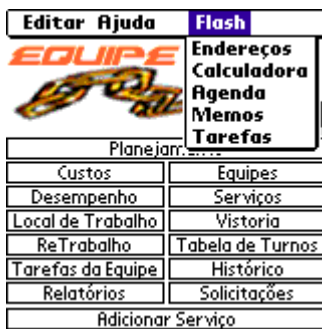 Editar Ajuda Flash
EQUIPE
Endereços
Calculadora
Agenda
Memos
Tarefas
Custos Equipes
Desempenho Serviços
Local de Trabalho Vistoria
ReTrabalho Tabela de Turnos
Tarefas da Equipe Histórico
Relatórios Solicitações
Adicionar Serviço